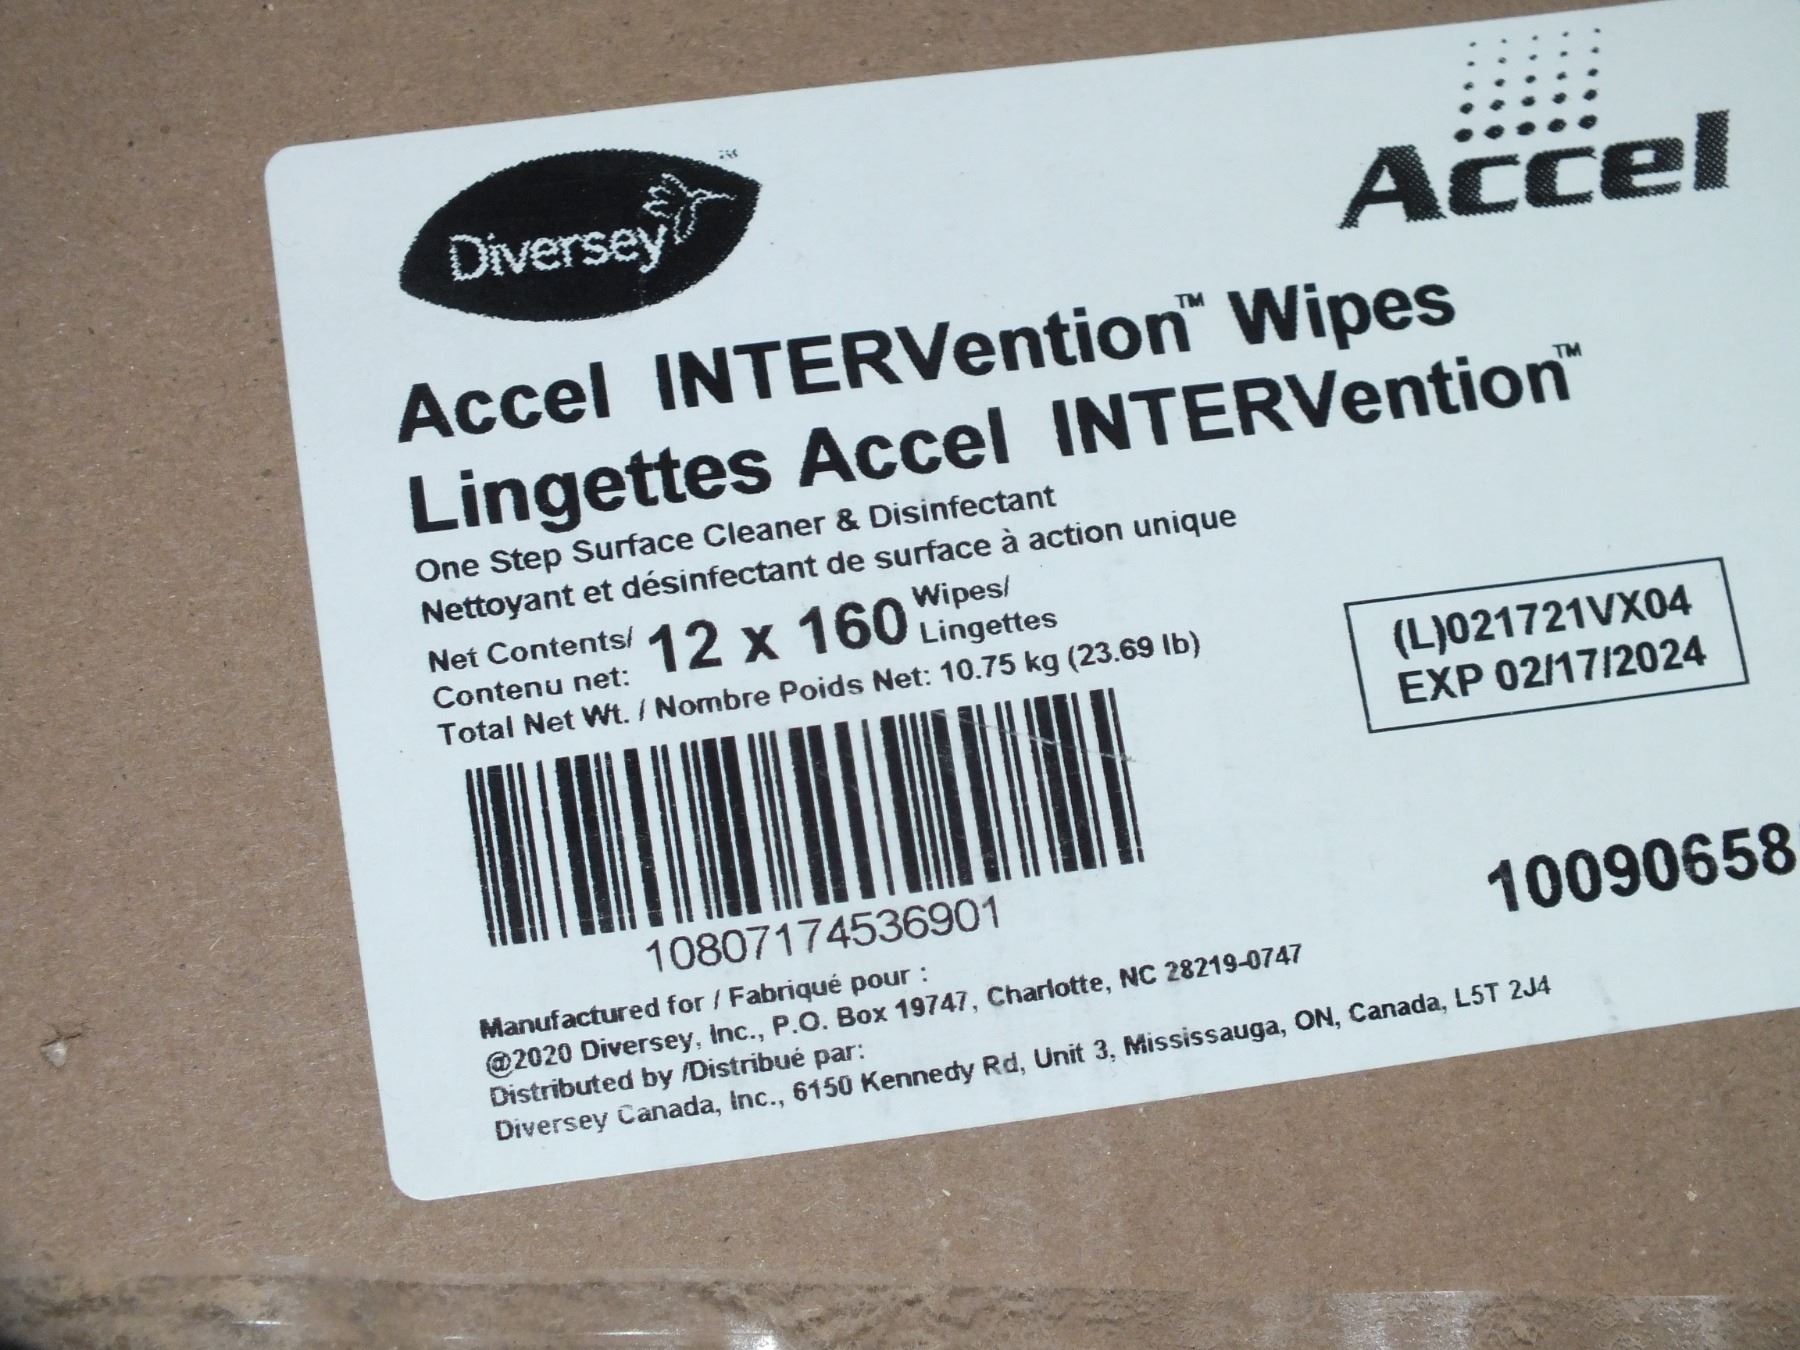 Diversey
Accel
Accel INTERVention™ Wipes
Lingettes Accel INTERVention™
One Step Surface Cleaner & Disinfectant
Nettoyant et désinfectant de surface à action unique
Net Contents/
Contenu net:
12 x 160
Wipes/
Lingettes
Total Net Wt. / Nombre Poids Net: 10.75 kg (23.69 lb)
(L)021721VX04
EXP 02/17/2024
10807174536901
10090658
Manufactured for / Fabriqué pour :
@2020 Diversey, Inc., P.O. Box 19747, Charlotte, NC 28219-0747
Distributed by /Distribué par:
Diversey Canada, Inc., 6150 Kennedy Rd, Unit 3, Mississauga, ON, Canada, L5T 2J4